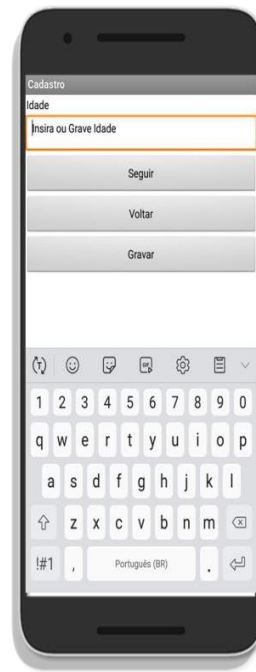 Cadastro
Idade
Insira ou Grave Idade
Seguir
Voltar
Gravar
GIF
1 2 3 4 5 6 7 8 9 0
q w e r t y u i o p
a s d f g h j k l
z x c v b n m
!#1 , Português (BR) .